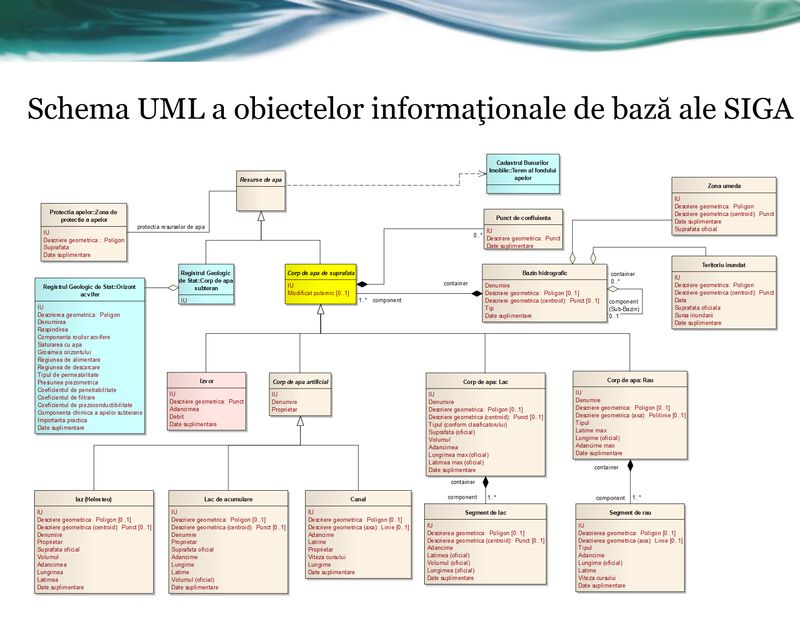 Schema UML a obiectelor informaţionale de bază ale SIGA
Cadastrul Bunurilor
Imobile::Teren al fondului
apelor
Resurse de apa
Zona umeda
IU
Descriere geometrica: Poligon
Descriere geometrica (centroid): Punct
Date suplimentare
Suprafata oficial
Protectia apelor::Zona de
protectie a apelor
IU
Descriere geometrica : Poligon
Suprafata
Date suplimentare
protectia resurselor de apa
Punct de confluienta
IU
Descriere geometrica: Punct
Date suplimentare
0..*
Registrul Geologic
de Stat::Corp de apa
subteran
IU
Corp de apa de suprafata
IU
Modificat puternic [0..1]
1..* component
container
Bazin hidrografic
Denumire
Descriere geometrica: Poligon [0..1]
Descriere geometrica (centroid): Punct [0..1]
Tip
Date suplimentare
container
0..*
component
(Sub-Bazin)
0..1
Teritoriu inundat
IU
Descriere geometrica: Poligon
Descriere geometrica (centroid): Punct
Data
Suprafata oficiala
Sursa inundarii
Date suplimentare
Registrul Geologic de Stat::Orizont
acvifer
IU
Descrierea geometrica: Poligon
Denumirea
Raspindirea
Componenta rocilor acvifere
Saturarea cu apa
Grosimea orizontului
Regiunea de alimentare
Regiunea de descarcare
Tipul de permeabilitate
Presiunea piezometrica
Coeficientul de penetrabilitate
Coeficientul de filtrare
Coeficientul de piezoconductibilitate
Componenta chimica a apelor subterane
Importanta practica
Date suplimentare
Izvor
IU
Descriere geometrica: Punct
Adancimea
Debit
Date suplimentare
Corp de apa artificial
IU
Denumire
Proprietar
Corp de apa: Lac
IU
Denumire
Descriere geometrica: Poligon [0..1]
Descriere geometrica (centroid): Punct [0..1]
Tipul (conform clasificatorului)
Suprafata (oficial)
Volumul
Adancimea
Lungimea max (oficial)
Latimea max (oficial)
Date suplimentare
Corp de apa: Rau
IU
Denumire
Descriere geometrica: Poligon [0..1]
Descriere geometrica (axa): Polilinie [0..1]
Tipul
Latime max
Lungime (oficial)
Adancime max
Date suplimentare
container
component 1..*
container
component 1..*
Iaz (Helesteu)
IU
Descriere geometrica: Poligon [0..1]
Descriere geometrica (centroid): Punct [0..1]
Denumire
Proprietar
Suprafata oficial
Volumul
Adancimea
Lungimea
Latimea
Date suplimentare
Lac de acumulare
IU
Descriere geometrica: Poligon [0..1]
Descriere geometrica (centroid): Punct [0..1]
Denumire
Proprietar
Suprafata oficial
Adancime
Lungime
Latime
Volumul (oficial)
Date suplimentare
Canal
IU
Descriere geometrica: Poligon [0..1]
Descriere geometrica (axa): Linie [0..1]
Adancime
Latime
Proprietar
Viteza cursului
Lungime
Date suplimentare
Segment de lac
IU
Descrierea geometrica: Poligon [0..1]
Descrierea geometrica (centroid): Punct [0..1]
Adancime
Latimea (oficial)
Volumul (oficial)
Lungimea (oficial)
Date suplimentare
Segment de rau
IU
Descrierea geometrica: Poligon [0..1]
Descrierea geometrica (axa): Linie [0..1]
Tipul
Adancime
Lungime (oficial)
Latime
Viteza cursului
Date suplimentare